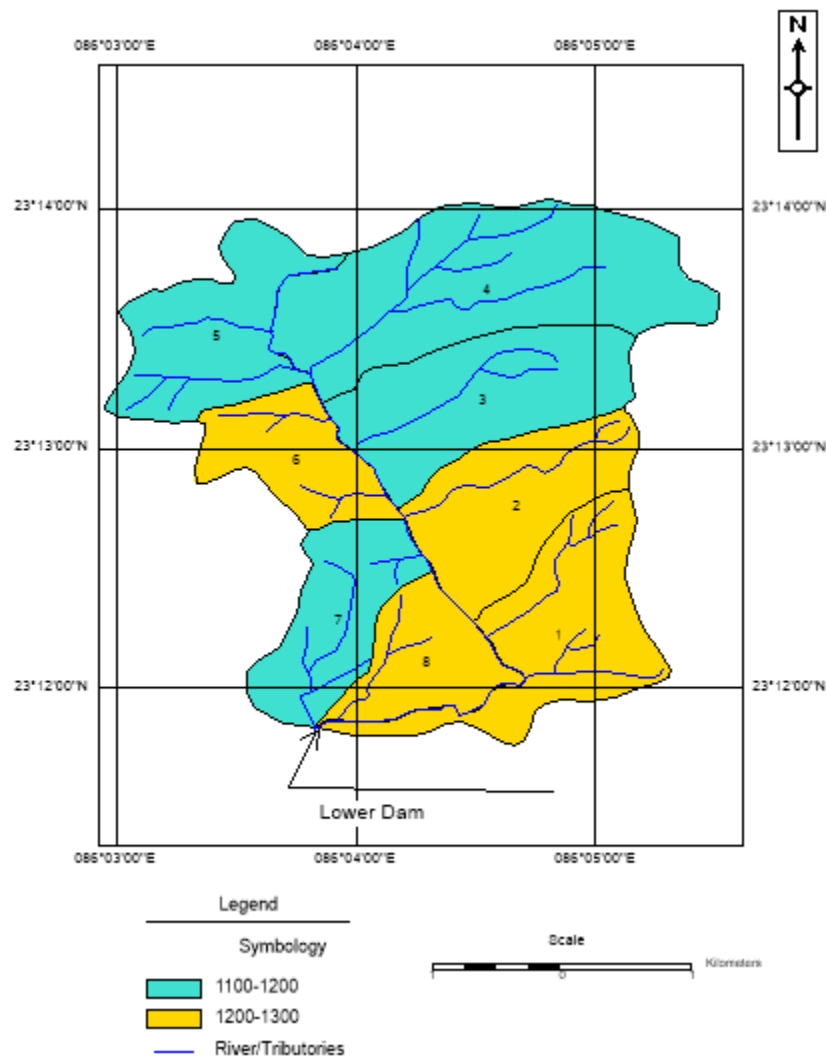 N
086°03'00"E 086°04'00"E 086°05'00"E
23°14'00"N 23°14'00"N
4
5
3
23°13'00"N 23°13'00"N
6
2
7
1
8
23°12'00"N 23°12'00"N
Lower Dam
086°03'00"E 086°04'00"E 086°05'00"E
Legend
Symbology
1100-1200
1200-1300
River/Tributories
Scale
Kilometers
1 0 1